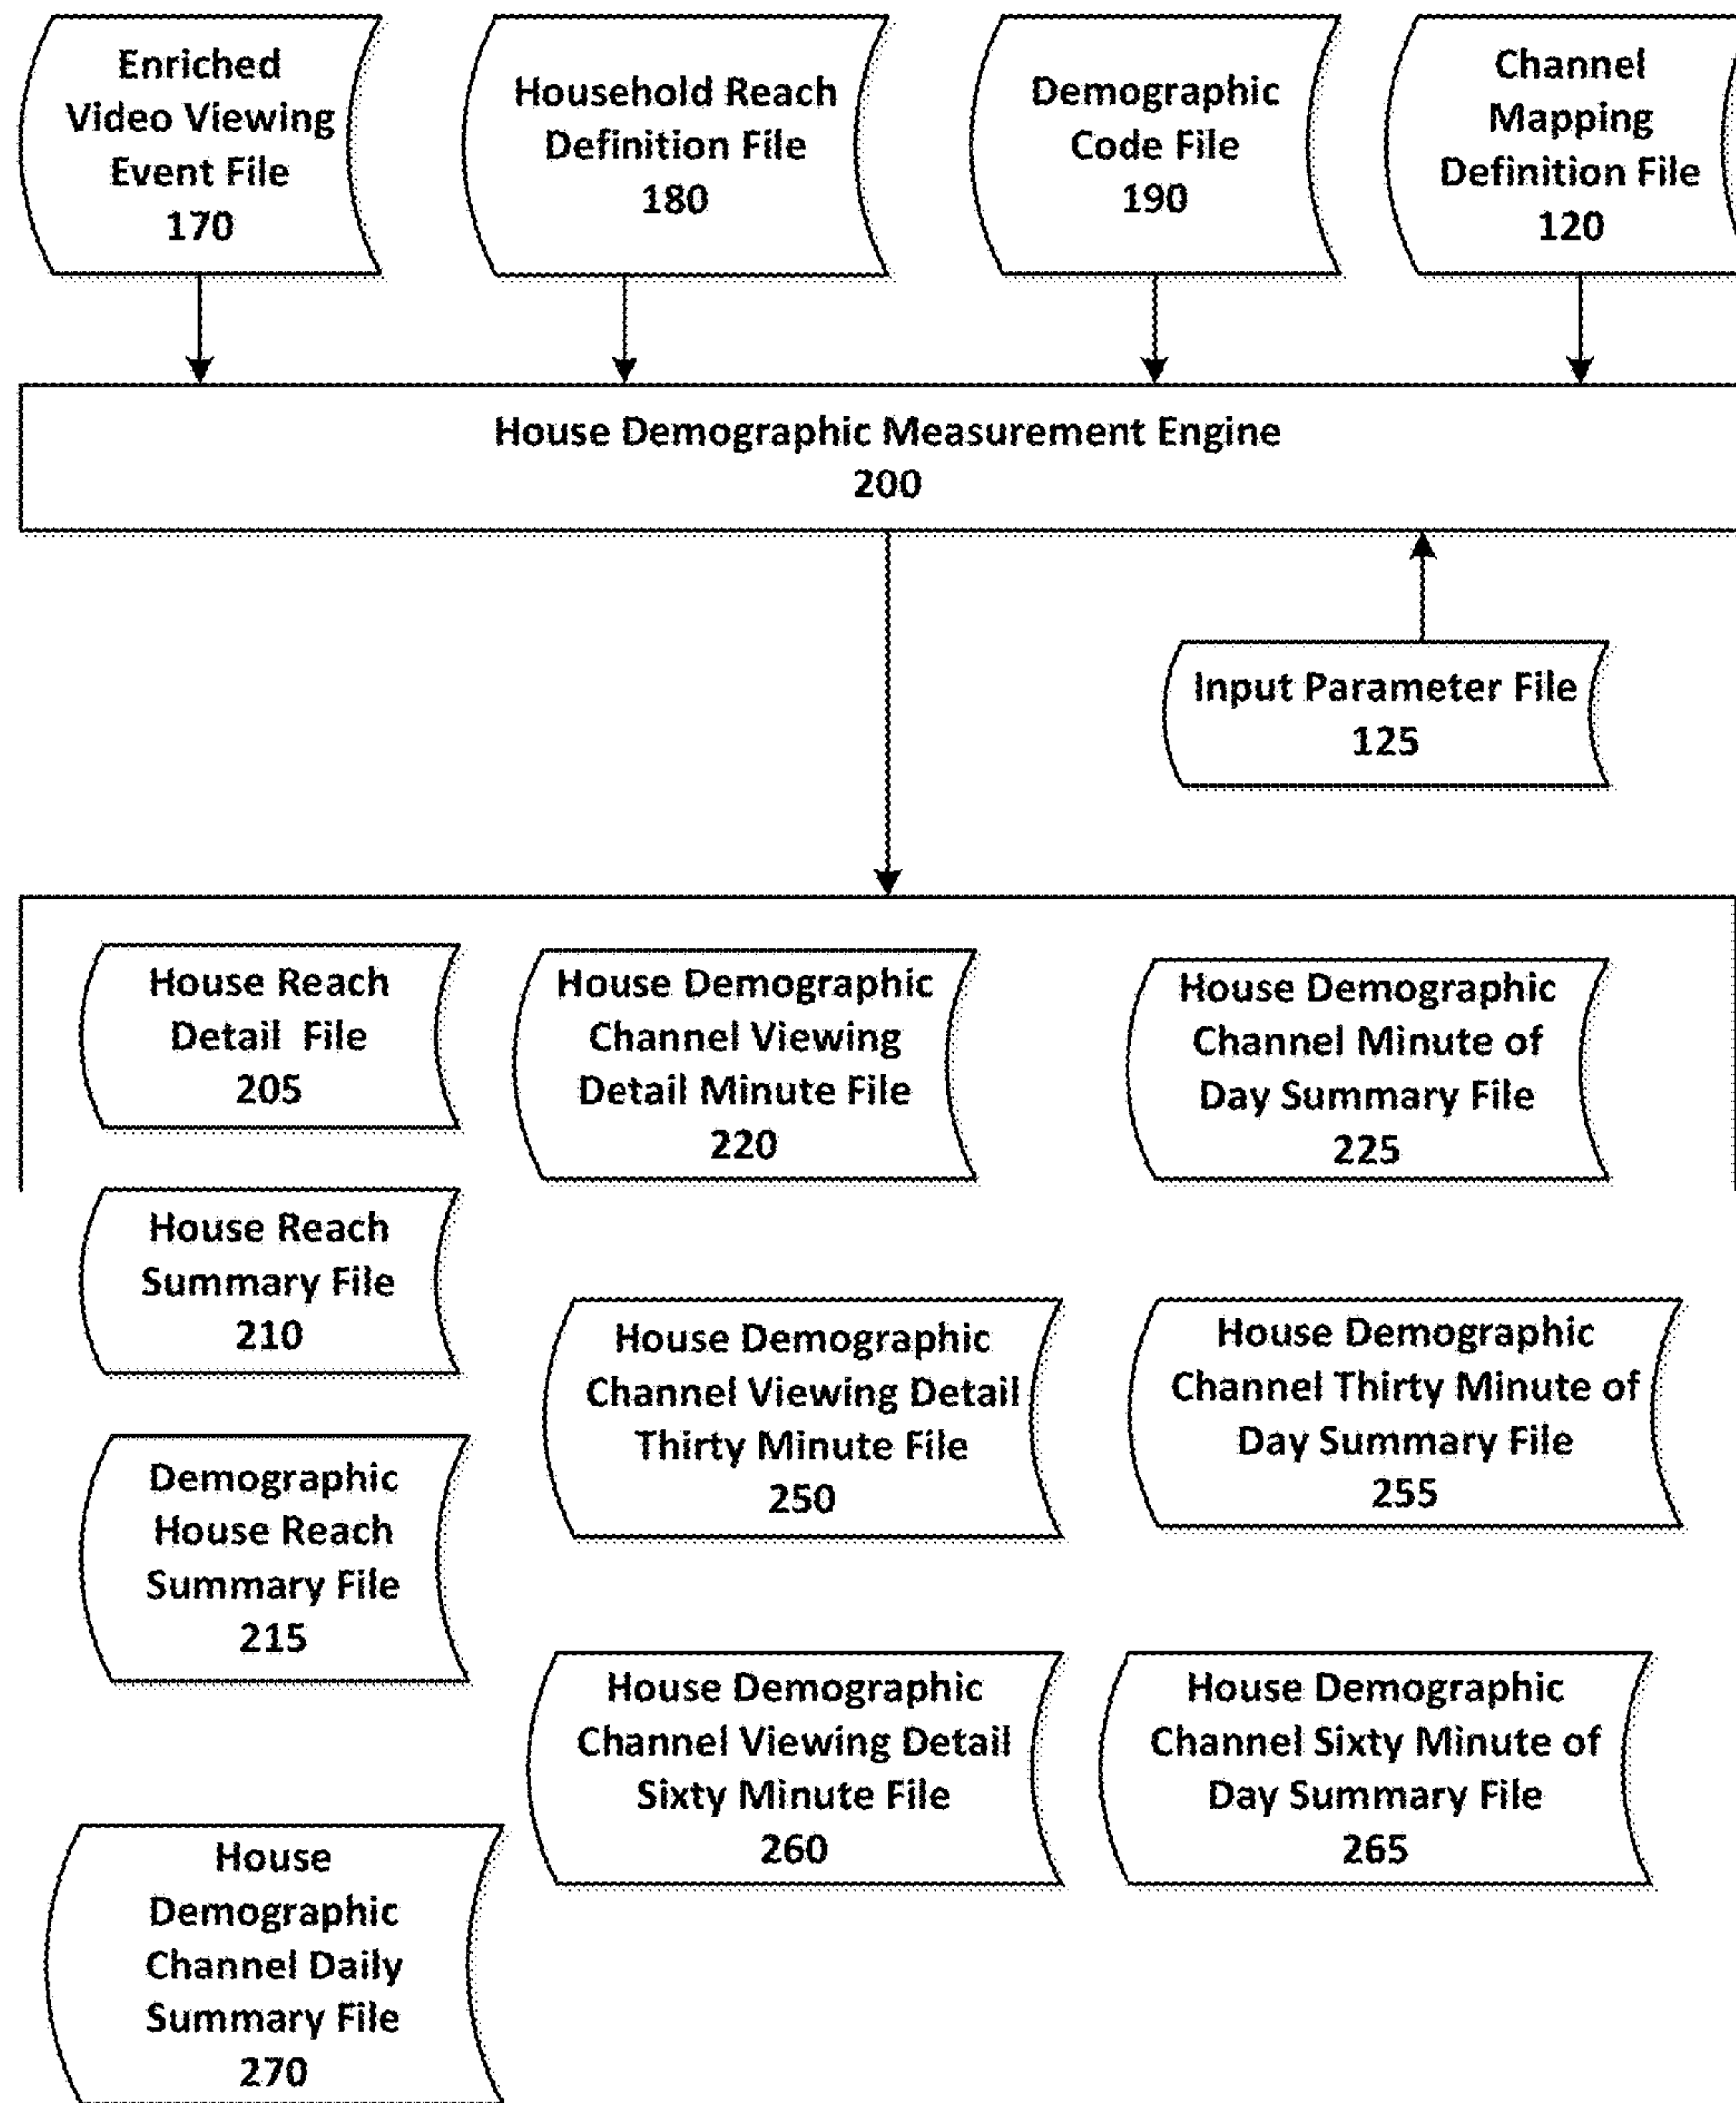 Enriched
Video Viewing
Event File
170
Household Reach
Definition File
180
Demographic
Code File
190
Channel
Mapping
Definition File
120
House Demographic Measurement Engine
200
Input Parameter File
125
House Reach
Detail File
205
House Demographic
Channel Viewing
Detail Minute File
220
House Demographic
Channel Minute of
Day Summary File
225
House Reach
Summary File
210
House Demographic
Channel Viewing Detail
Thirty Minute File
250
House Demographic
Channel Thirty Minute of
Day Summary File
255
Demographic
House Reach
Summary File
215
House Demographic
Channel Viewing Detail
Sixty Minute File
260
House Demographic
Channel Sixty Minute of
Day Summary File
265
House
Demographic
Channel Daily
Summary File
270